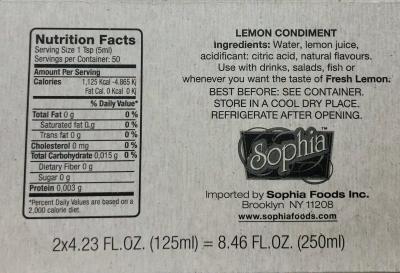 Nutrition Facts
Serving Size 1 Tsp (5ml)
Servings per Container: 50
Amount Per Serving
Calories 1,125 Kcal -4.865 Kj
Fat Cal. 0 Kcal 0 Kj
% Daily Value*
Total Fat 0 g 0 %
Saturated fat 0.g 0 %
Trans fat 0 g 0 %
Cholesterol 0 mg 0 %
Total Carbohydrate 0,015 g 0 %
Dietary Fiber 0 g
Sugar 0 g
Protein 0,003 g
*Percent Daily Values are based on a
2,000 calorie diet.
LEMON CONDIMENT
Ingredients: Water, lemon juice,
acidificant: citric acid, natural flavours.
Use with drinks, salads, fish or
whenever you want the taste of Fresh Lemon.
BEST BEFORE: SEE CONTAINER.
STORE IN A COOL DRY PLACE.
REFRIGERATE AFTER OPENING.
Sophia
Imported by Sophia Foods Inc.
Brooklyn NY 11208
www.sophiafoods.com
2x4.23 FL.OZ. (125ml) = 8.46 FL.OZ. (250ml)